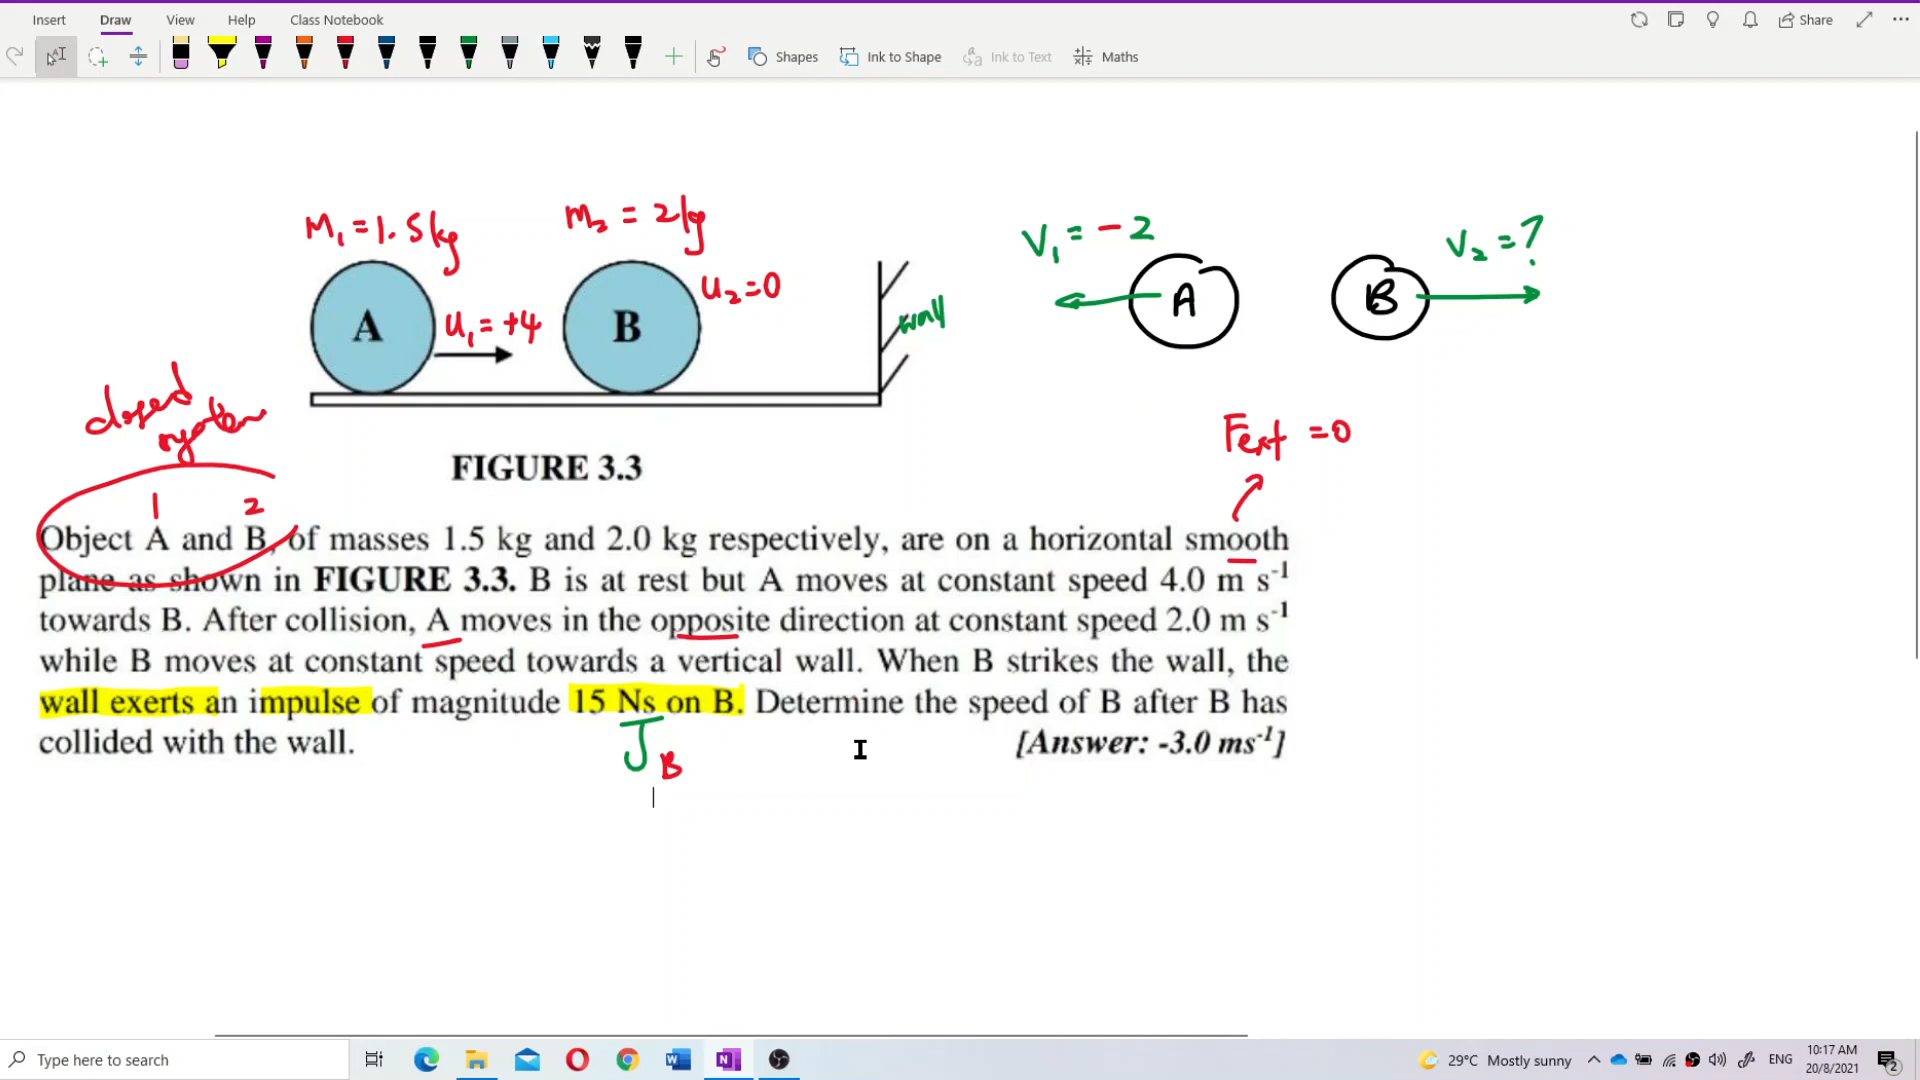 Insert Draw View Help Class Notebook Share
Shapes Ink to Shape Ink to Text Maths
M₁ = 1.5kg
m₂ = 2kg
u₁ = +4
u₂ = 0
A
B
wall
V₁ = -2
V₂ = ?
A
B
closed
system
Fext = 0
FIGURE 3.3
1 2
Object A and B, of masses 1.5 kg and 2.0 kg respectively, are on a horizontal smooth
plane as shown in FIGURE 3.3. B is at rest but A moves at constant speed 4.0 m s⁻¹
towards B. After collision, A moves in the opposite direction at constant speed 2.0 m s⁻¹
while B moves at constant speed towards a vertical wall. When B strikes the wall, the
wall exerts an impulse of magnitude 15 Ns on B. Determine the speed of B after B has
collided with the wall. [Answer: -3.0 ms⁻¹]
J B
Type here to search
29°C Mostly sunny ENG 10:17 AM
20/8/2021
2